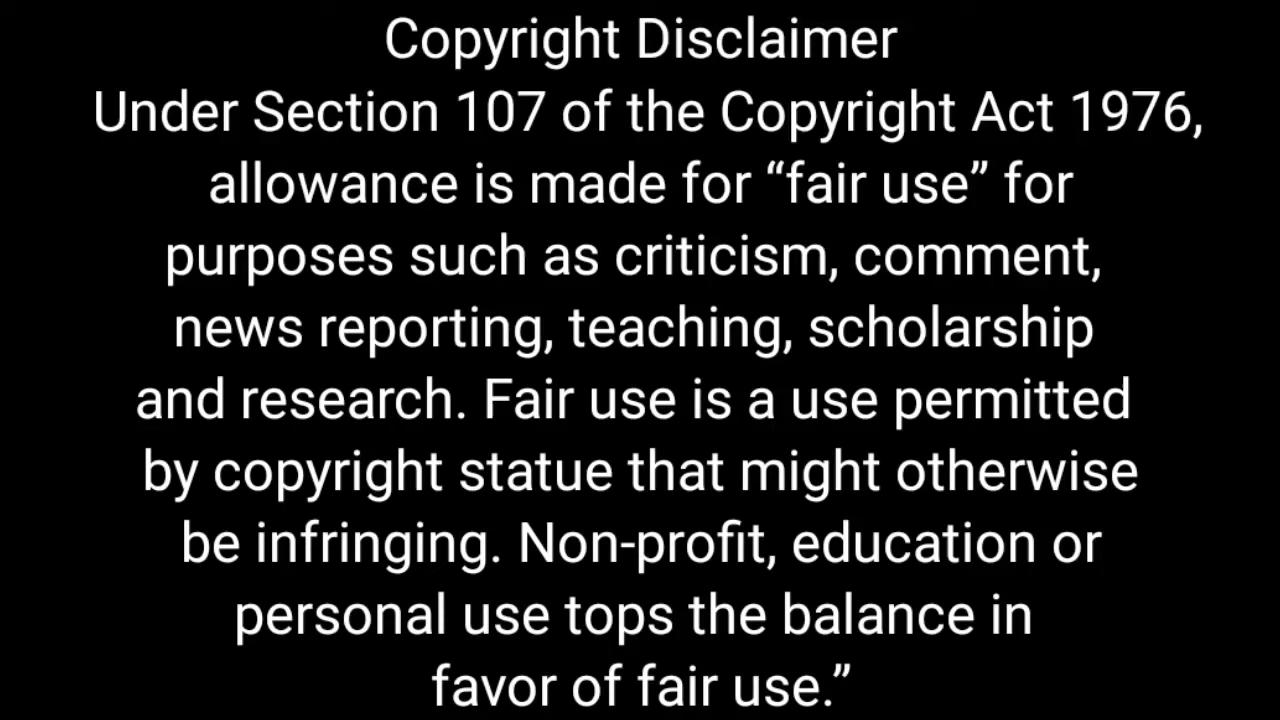 Copyright Disclaimer
Under Section 107 of the Copyright Act 1976,
allowance is made for “fair use” for
purposes such as criticism, comment,
news reporting, teaching, scholarship
and research. Fair use is a use permitted
by copyright statue that might otherwise
be infringing. Non-profit, education or
personal use tops the balance in
favor of fair use.”